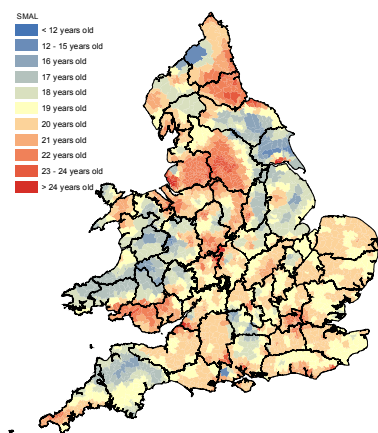 SMAL
< 12 years old
12 - 15 years old
16 years old
17 years old
18 years old
19 years old
20 years old
21 years old
22 years old
23 - 24 years old
> 24 years old